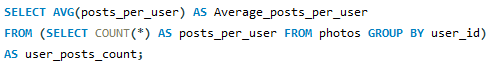 SELECT AVG(posts_per_user) AS Average_posts_per_user
FROM (SELECT COUNT(*) AS posts_per_user FROM photos GROUP BY user_id)
AS user_posts_count;